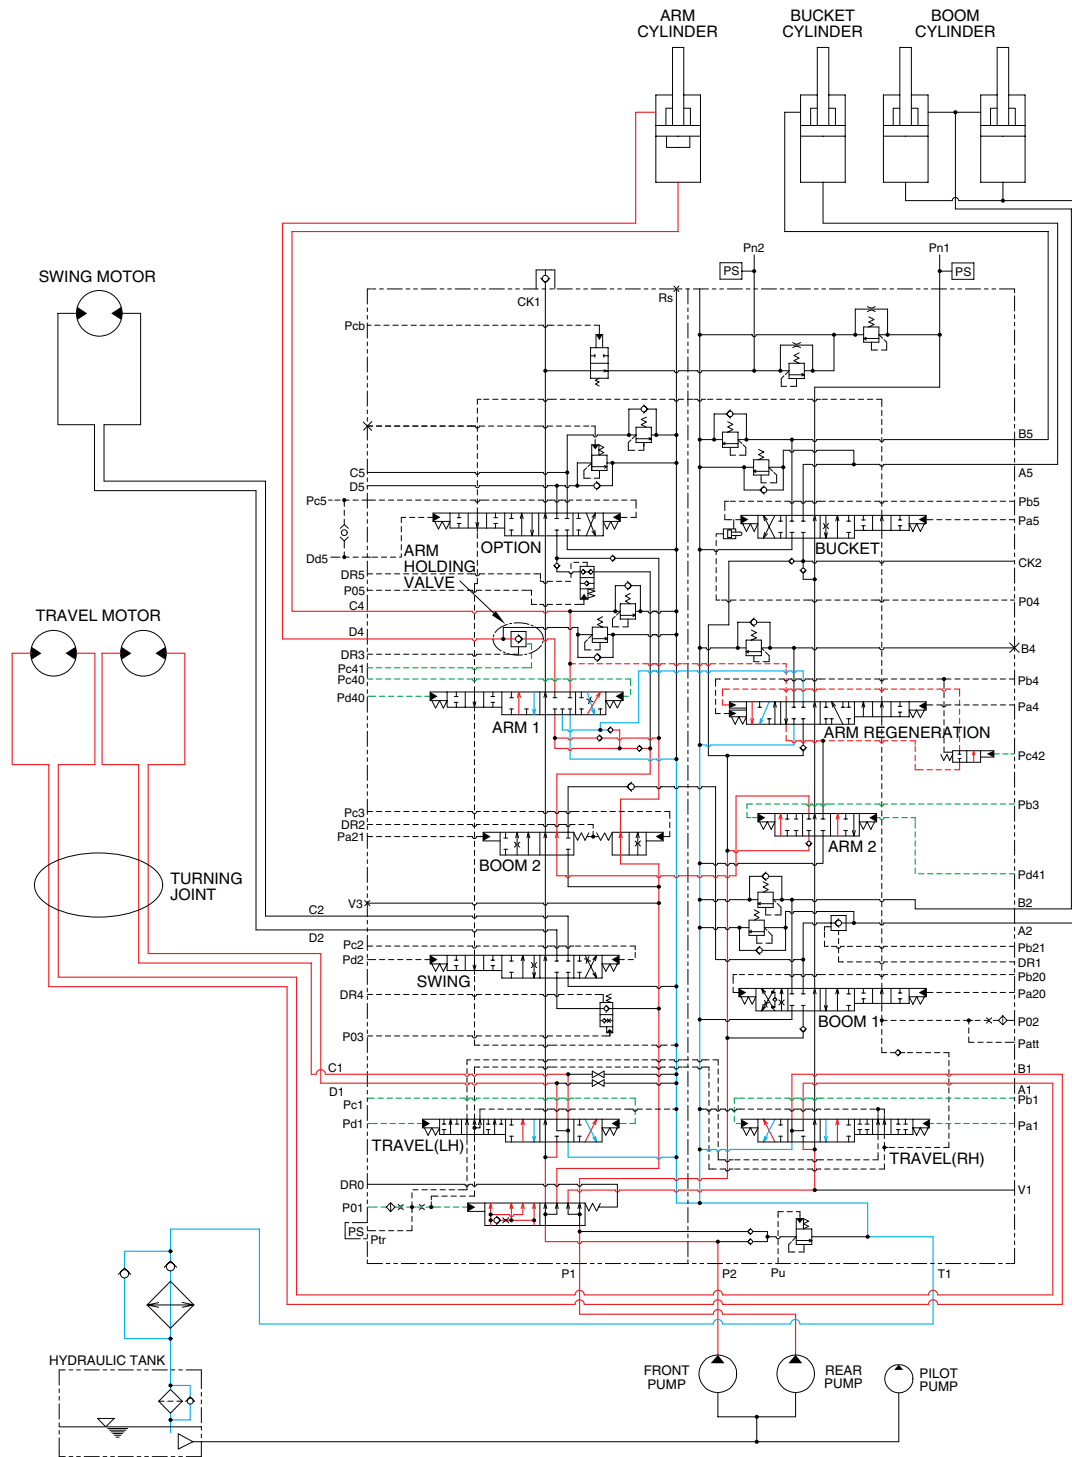 ARM
CYLINDER
BUCKET
CYLINDER
BOOM
CYLINDER
SWING MOTOR
Pn2
Pn1
PS
PS
CK1
Rs
Pcb
B5
C5
A5
D5
Pc5
Pb5
Pa5
OPTION
BUCKET
ARM
HOLDING
VALVE
Dd5
CK2
DR5
P05
P04
C4
TRAVEL MOTOR
D4
B4
DR3
Pc41
Pc40
Pb4
Pd40
Pa4
ARM 1
ARM REGENERATION
Pc42
Pc3
Pb3
DR2
Pa21
BOOM 2
ARM 2
TURNING
JOINT
Pd41
V3
B2
C2
A2
D2
Pc2
Pb21
Pd2
DR1
SWING
Pb20
DR4
Pa20
BOOM 1
P03
P02
Patt
C1
B1
D1
A1
Pc1
Pb1
Pd1
Pa1
TRAVEL(LH)
TRAVEL(RH)
DR0
V1
P01
PS
Ptr
P1
P2
Pu
T1
HYDRAULIC TANK
FRONT
PUMP
REAR
PUMP
PILOT
PUMP